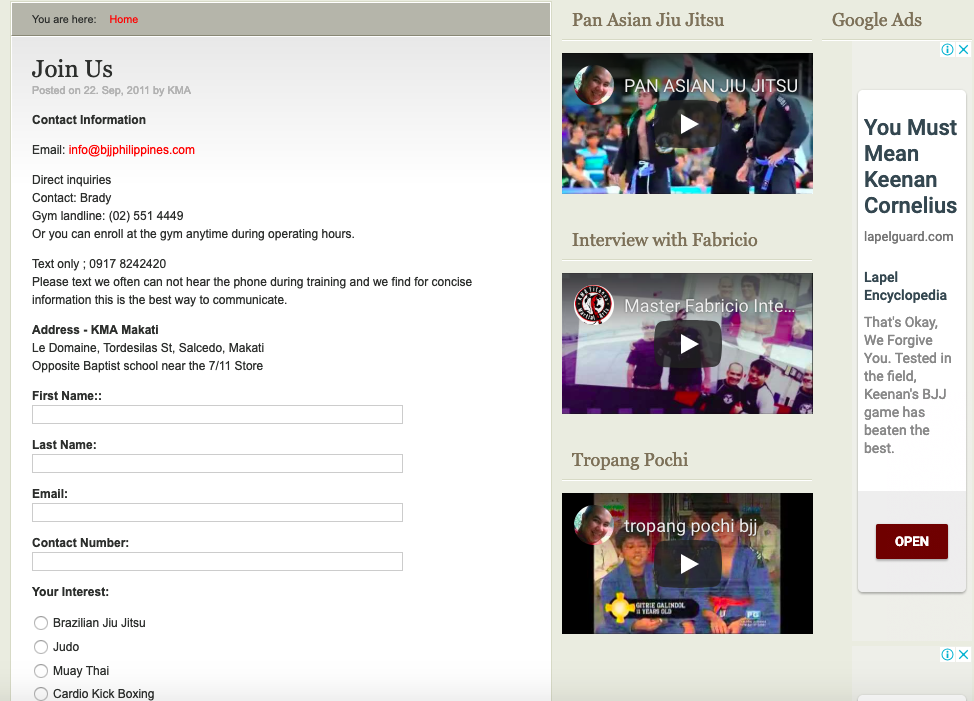 You are here: Home
Join Us
Posted on 22. Sep, 2011 by KMA
Contact Information
Email: info@bjjphilippines.com
Direct inquiries
Contact: Brady
Gym landline: (02) 551 4449
Or you can enroll at the gym anytime during operating hours.
Text only ; 0917 8242420
Please text we often can not hear the phone during training and we find for concise
information this is the best way to communicate.
Address - KMA Makati
Le Domaine, Tordesilas St, Salcedo, Makati
Opposite Baptist school near the 7/11 Store
First Name::
Last Name:
Email:
Contact Number:
Your Interest:
Brazilian Jiu Jitsu
Judo
Muay Thai
Cardio Kick Boxing
Pan Asian Jiu Jitsu
PAN ASIAN JIU JITSU
Interview with Fabricio
Master Fabricio Inte...
Tropang Pochi
tropang pochi bjj
GITRIE GALINDOL
11 YEARS OLD
PG
Google Ads
You Must
Mean
Keenan
Cornelius
lapelguard.com
Lapel
Encyclopedia
That's Okay,
We Forgive
You. Tested in
the field,
Keenan's BJJ
game has
beaten the
best.
OPEN